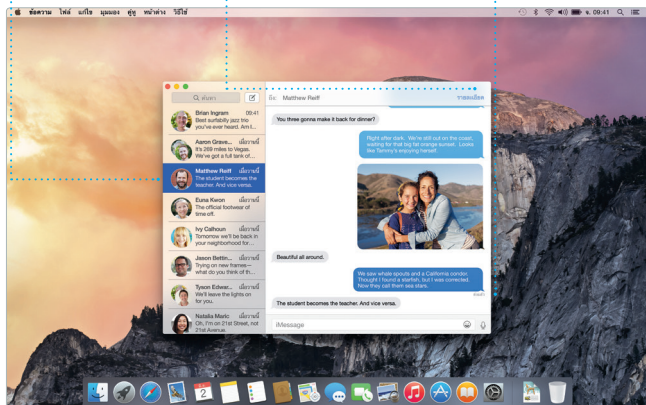 ข้อความ ไฟล์ แก้ไข มุมมอง คู่หู หน้าต่าง วิธีใช้
จ. 09:41
ค้นหา
ถึง: Matthew Reiff
รายละเอียด
Brian Ingram 09:41
Best surfabilly jazz trio
you've ever heard. Am I...
Aaron Grave... เมื่อวานนี้
It's 269 miles to Vegas.
We've got a full tank of...
Matthew Reiff เมื่อวานนี้
The student becomes the
teacher. And vice versa.
Euna Kwon เมื่อวานนี้
The official footwear of
time off.
Ivy Calhoun เมื่อวานนี้
Tomorrow we'll be back in
your neighborhood for...
Jason Bettin... เมื่อวานนี้
Trying on new frames—
what do you think of th...
Tyson Edwar... เมื่อวานนี้
We'll leave the lights on
for you.
Natalia Maric เมื่อวานนี้
Oh, I'm on 21st Street, not
21st Avenue.
You three gonna make it back for dinner?
Right after dark. We're still out on the coast,
waiting for that big fat orange sunset. Looks
like Tammy's enjoying herself.
Beautiful all around.
We saw whale spouts and a California condor.
Thought I found a starfish, but I was corrected.
Now they call them sea stars.
The student becomes the teacher. And vice versa.
iMessage
2